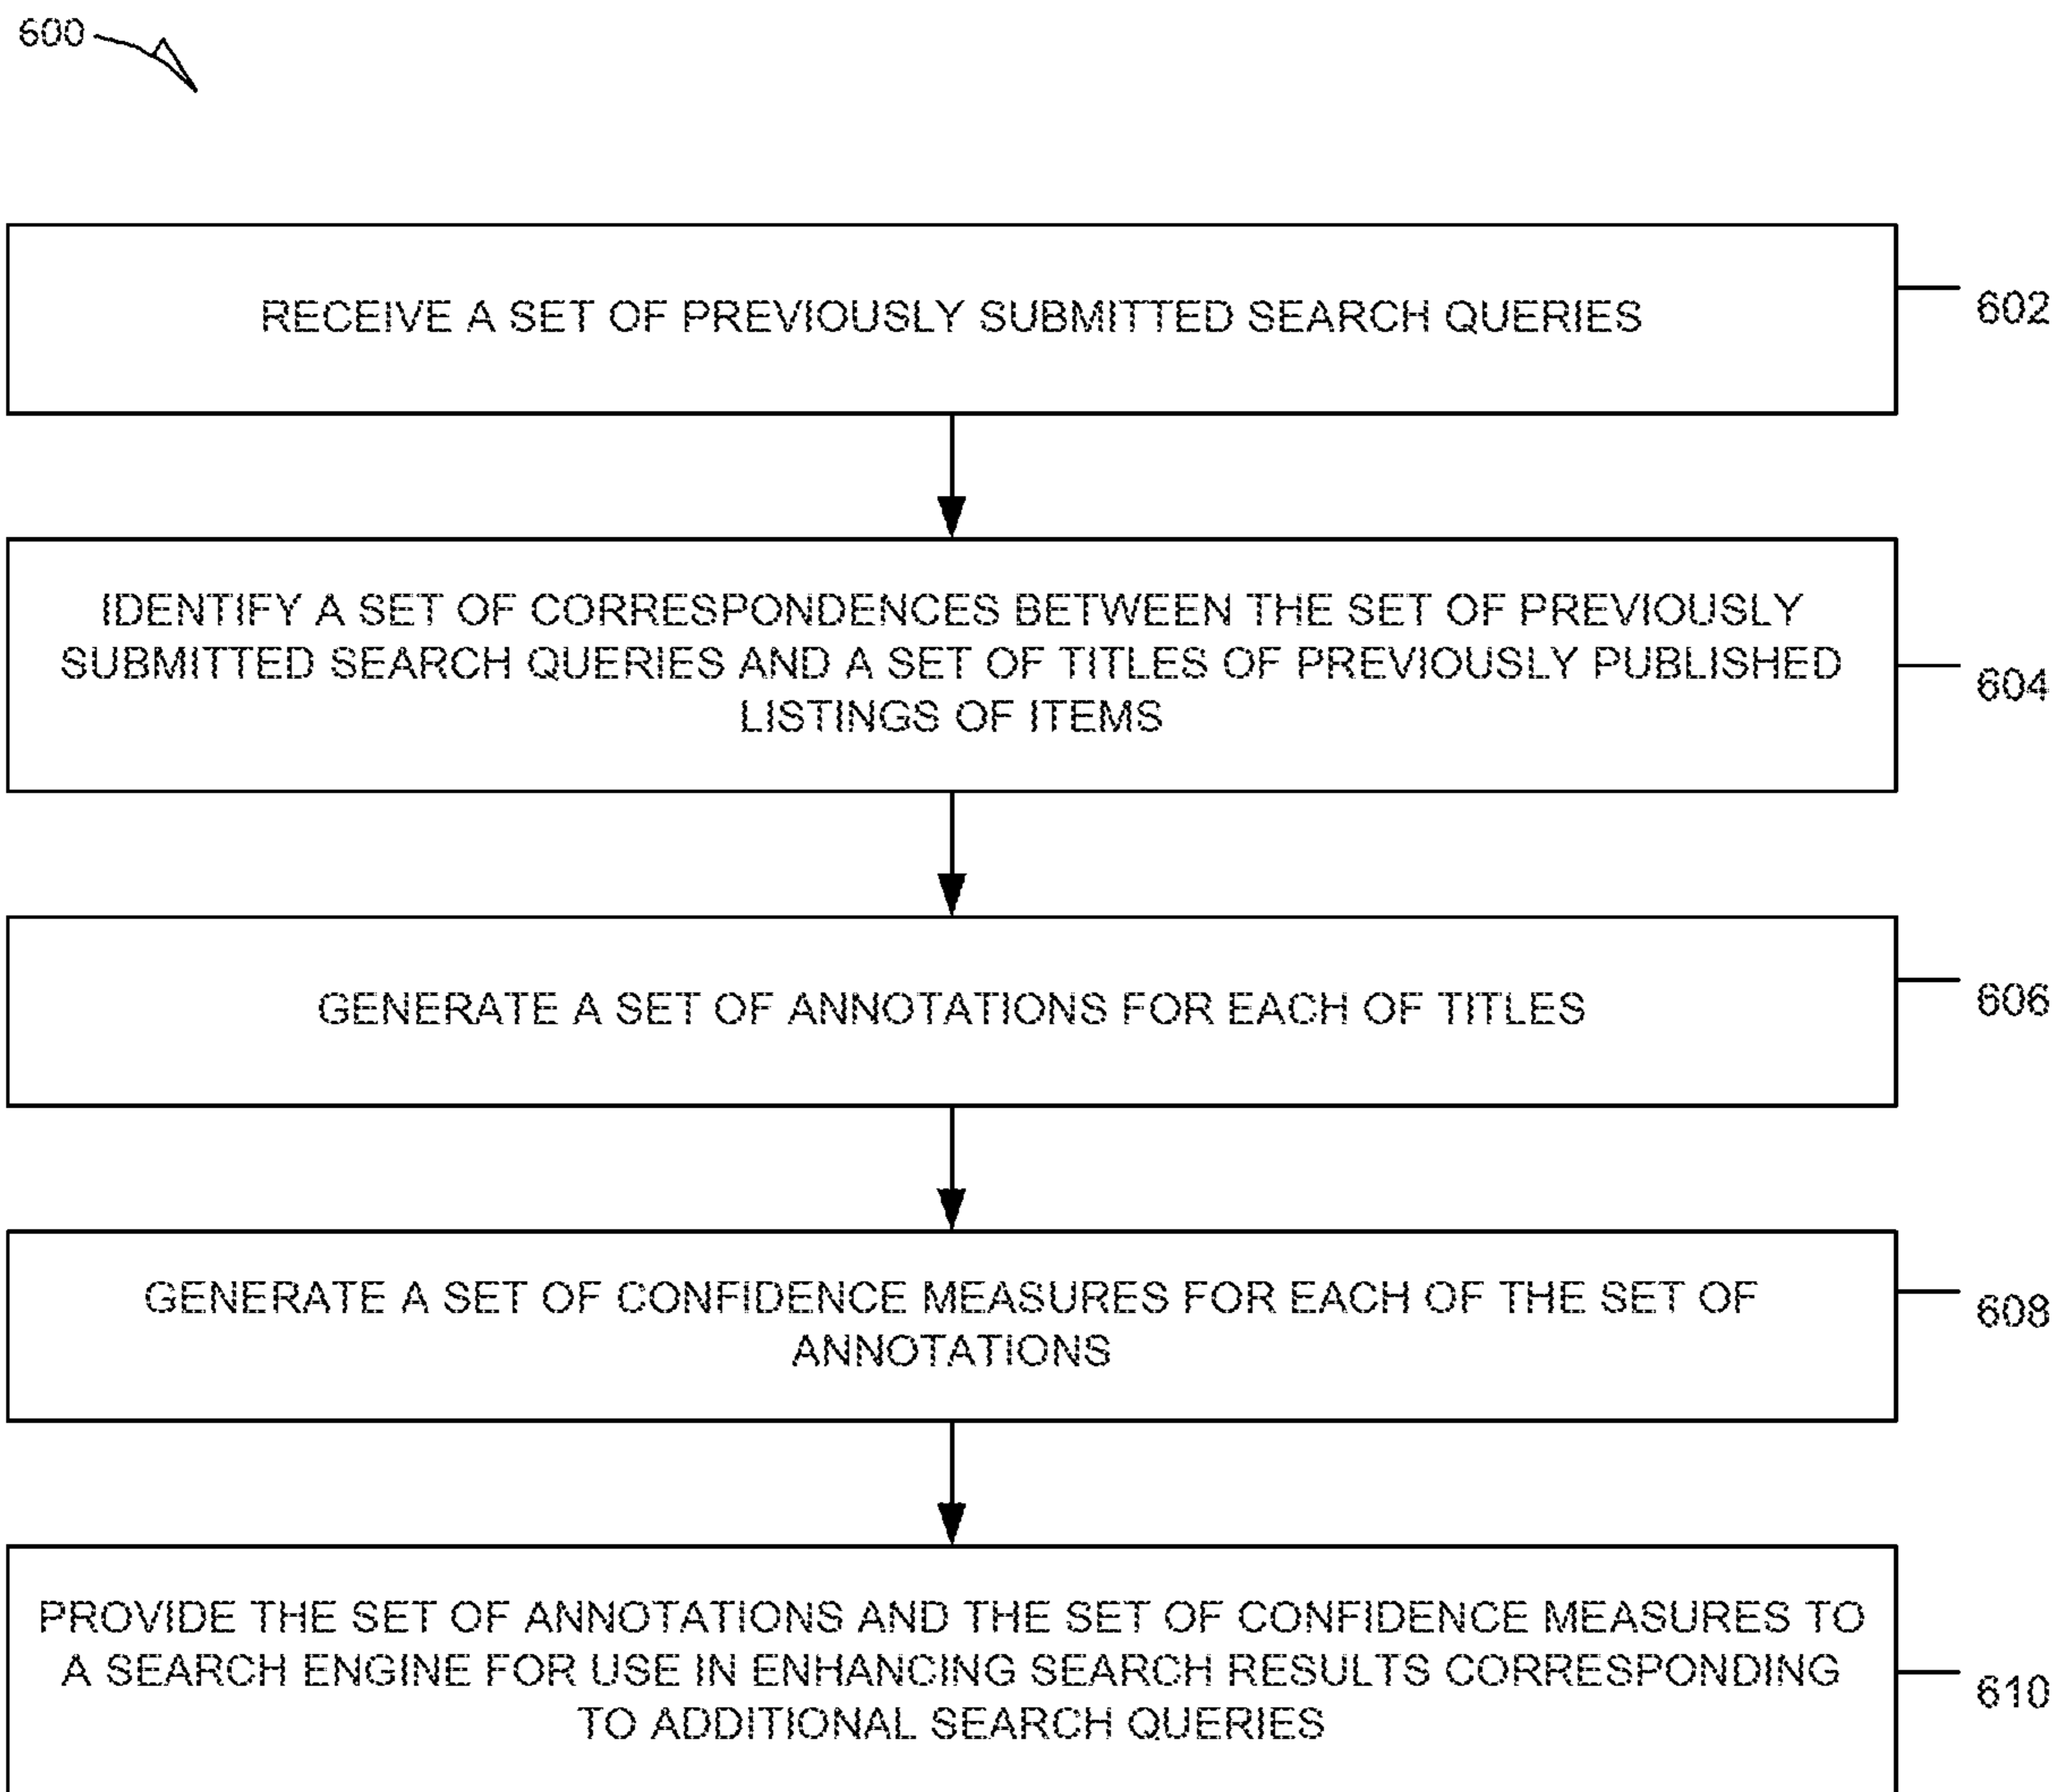 600
RECEIVE A SET OF PREVIOUSLY SUBMITTED SEARCH QUERIES
602
IDENTIFY A SET OF CORRESPONDENCES BETWEEN THE SET OF PREVIOUSLY
SUBMITTED SEARCH QUERIES AND A SET OF TITLES OF PREVIOUSLY PUBLISHED
LISTINGS OF ITEMS
604
GENERATE A SET OF ANNOTATIONS FOR EACH OF TITLES
606
GENERATE A SET OF CONFIDENCE MEASURES FOR EACH OF THE SET OF
ANNOTATIONS
608
PROVIDE THE SET OF ANNOTATIONS AND THE SET OF CONFIDENCE MEASURES TO
A SEARCH ENGINE FOR USE IN ENHANCING SEARCH RESULTS CORRESPONDING
TO ADDITIONAL SEARCH QUERIES
610